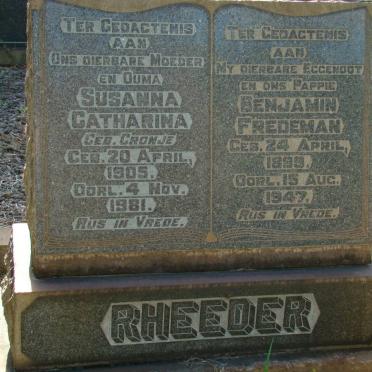 TER GEDAGTENIS
AAN
ONS DIERBARE MOEDER
EN OUMA
SUSANNA
CATHARINA
(GEB. CRONJE)
GEB. 20 APRIL,
1905.
OORL. 4 NOV.
1981.
RUS IN VREDE.
TER GEDAGTENIS
AAN
MY DIERBARE EGGENOOT
EN ONS PAPPIE
BENJAMIN
FREDEMAN
GEB. 24 APRIL,
1899.
OORL. 15 AUG.
1947.
RUS IN VREDE.
RHEEDER